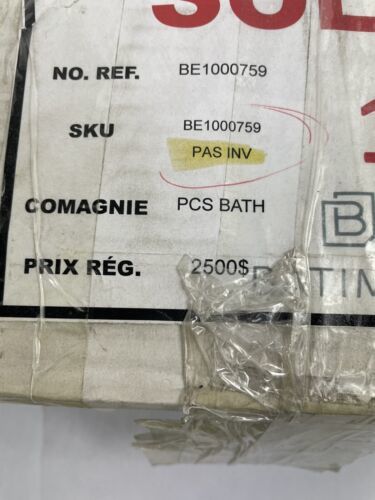 NO. REF. BE1000759
SKU BE1000759
PAS INV
COMAGNIE PCS BATH
PRIX RÉG. 2500$